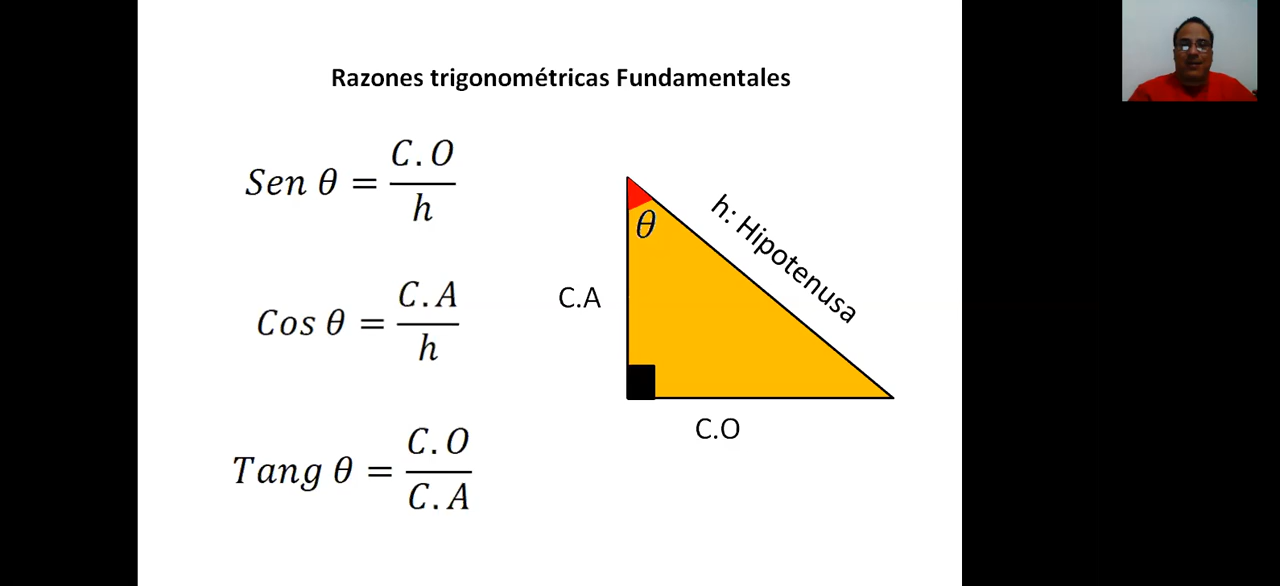 Razones trigonométricas Fundamentales
Sen θ = C.O / h
Cos θ = C.A / h
Tang θ = C.O / C.A
θ
h: Hipotenusa
C.A
C.O